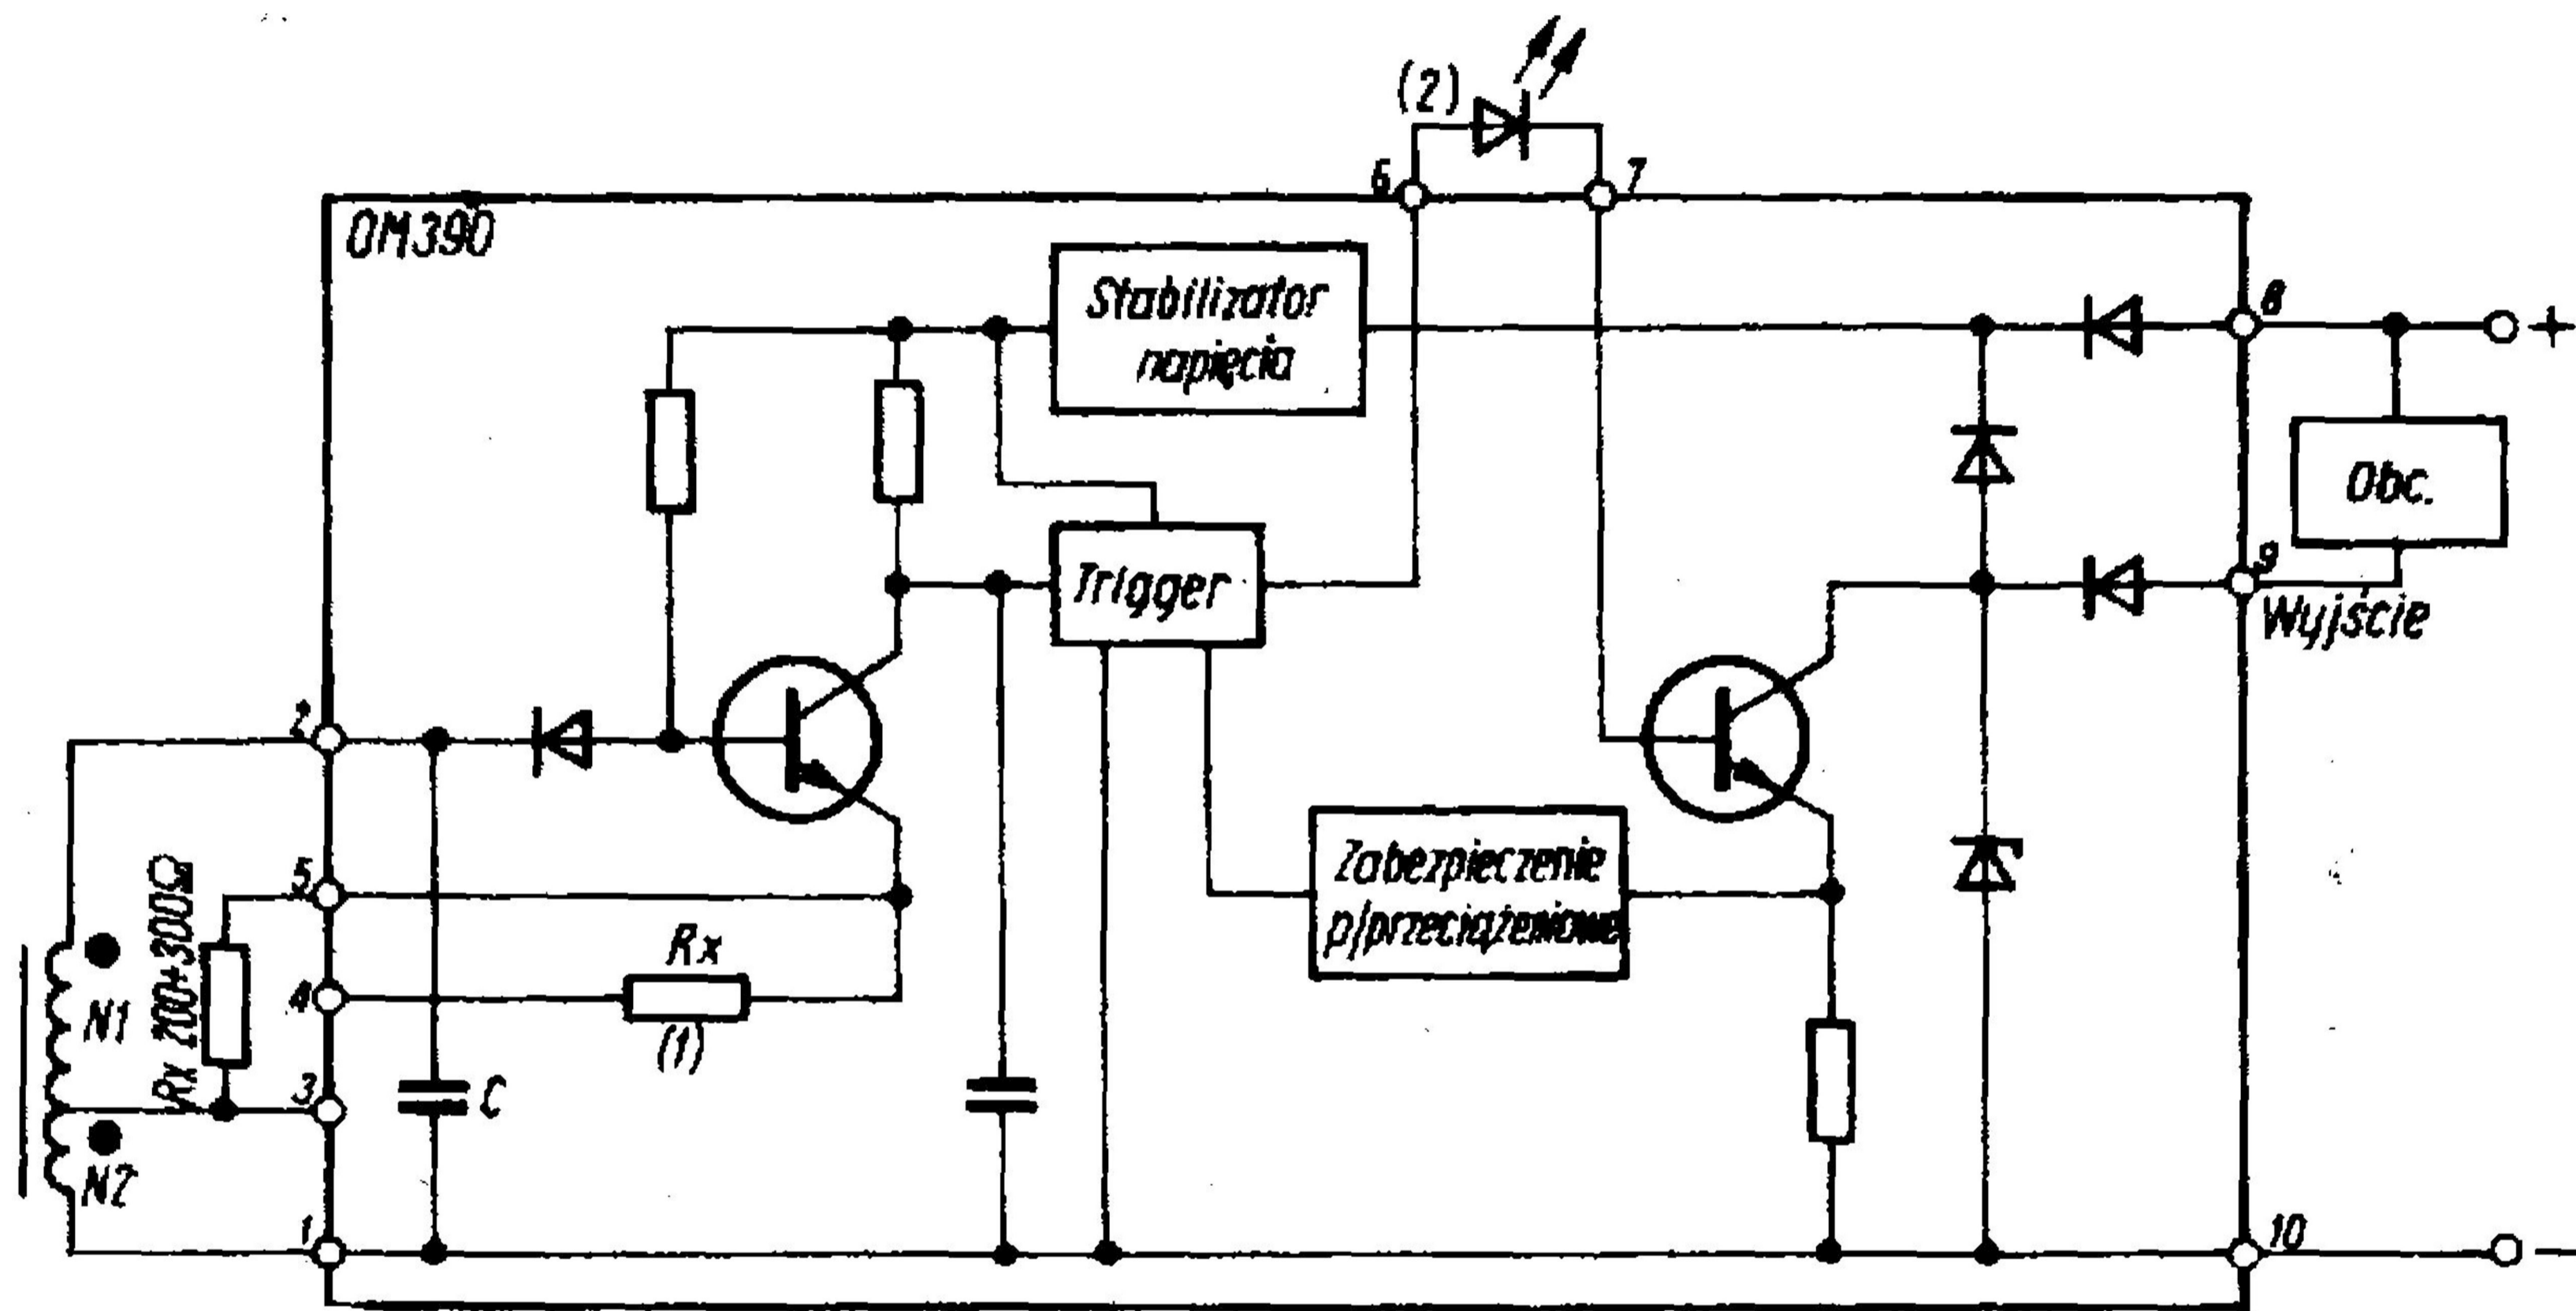 (2)
6
7
OM390
Stabilizator
napięcia
8
+
Obc.
Trigger
9
Wyjście
2
5
Rx 200÷300Ω
Rx
(1)
4
N1
3
C
N2
1
Zabezpieczenie
p/przeciążeniowe
10
-